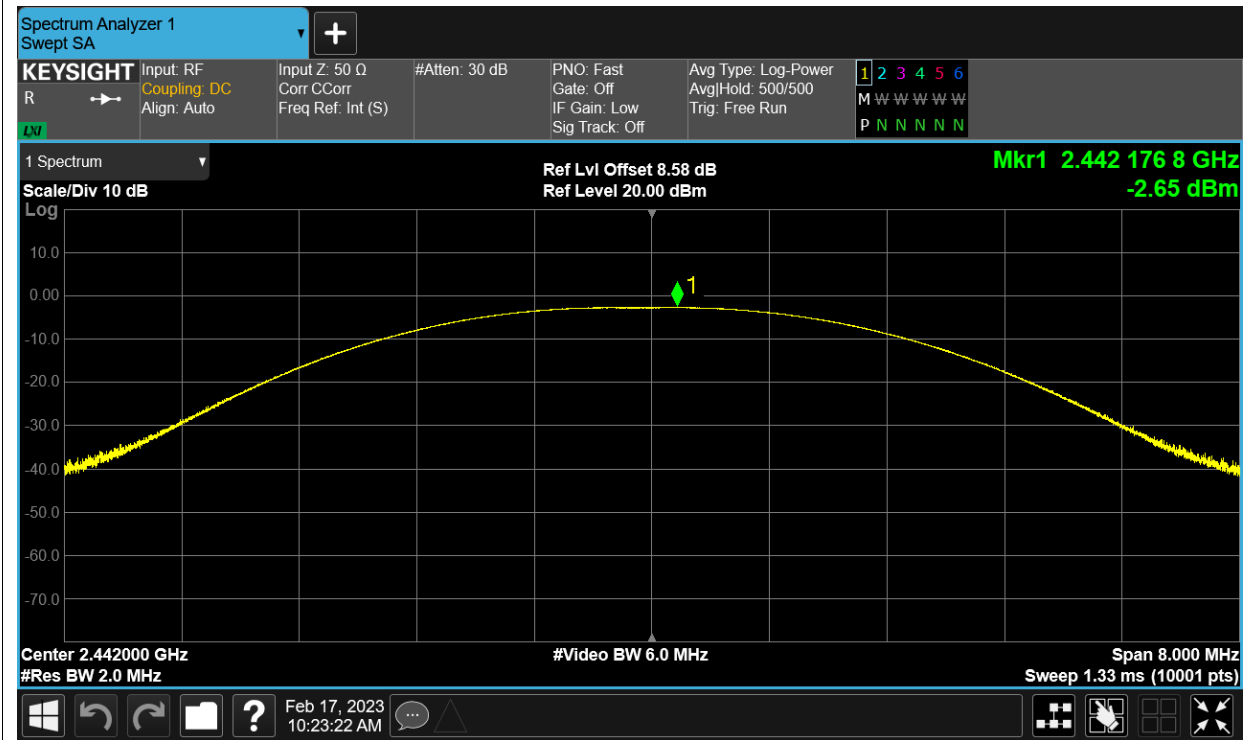 Spectrum Analyzer 1
Swept SA
KEYSIGHT
R
LXI
Input: RF
Coupling: DC
Align: Auto
Input Z: 50 Ω
Corr CCorr
Freq Ref: Int (S)
#Atten: 30 dB
PNO: Fast
Gate: Off
IF Gain: Low
Sig Track: Off
Avg Type: Log-Power
Avg|Hold: 500/500
Trig: Free Run
1 2 3 4 5 6
M W W W W W
P N N N N N
1 Spectrum
Scale/Div 10 dB
Log
Ref Lvl Offset 8.58 dB
Ref Level 20.00 dBm
Mkr1 2.442 176 8 GHz
-2.65 dBm
10.0
0.00
-10.0
-20.0
-30.0
-40.0
-50.0
-60.0
-70.0
1
Center 2.442000 GHz
#Res BW 2.0 MHz
#Video BW 6.0 MHz
Span 8.000 MHz
Sweep 1.33 ms (10001 pts)
?
Feb 17, 2023
10:23:22 AM